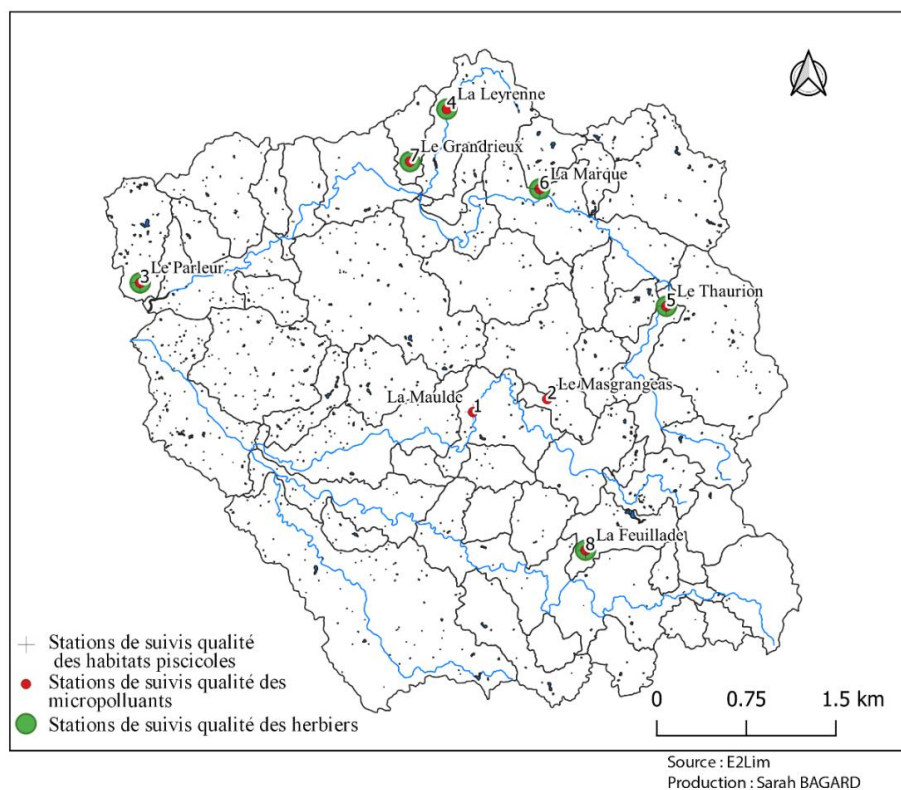 4
La Leyrenne
7
Le Grandrieux
6
La Marque
3
Le Parleur
5
Le Thaurion
La Maulde
1
2
Le Masgrangeas
8
La Feuillade
Stations de suivis qualité
des habitats piscicoles
Stations de suivis qualité des
micropolluants
Stations de suivis qualité des herbiers
0 0.75 1.5 km
Source : E2Lim
Production : Sarah BAGARD